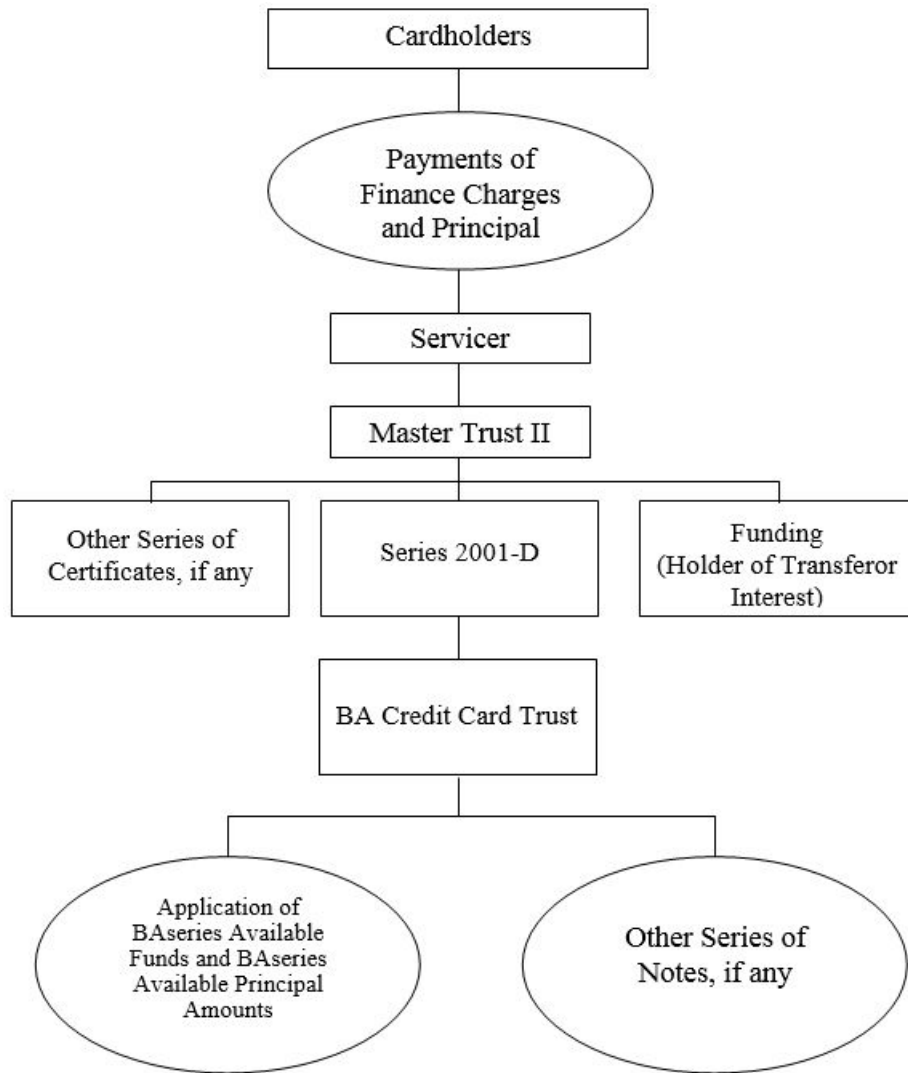 Cardholders
Payments of
Finance Charges
and Principal
Servicer
Master Trust II
Other Series of
Certificates, if any
Series 2001-D
Funding
(Holder of Transferor
Interest)
BA Credit Card Trust
Application of
BAseries Available
Funds and BAseries
Available Principal
Amounts
Other Series of
Notes, if any